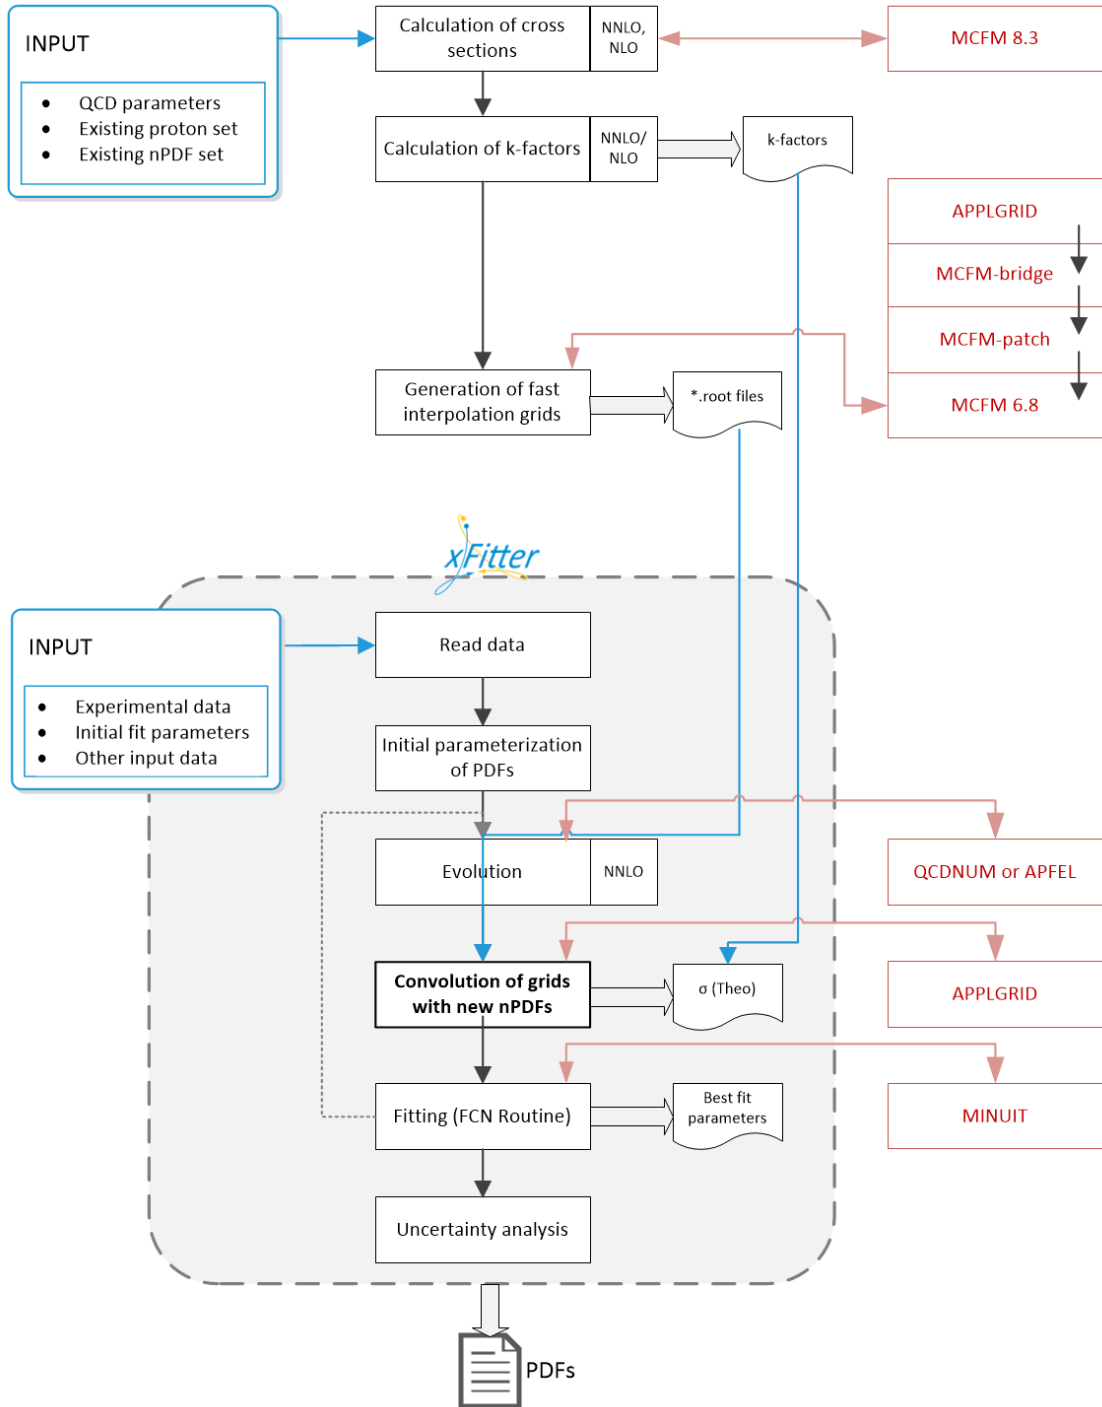 INPUT
• QCD parameters
• Existing proton set
• Existing nPDF set
Calculation of cross
sections
NNLO,
NLO
MCFM 8.3
Calculation of k-factors
NNLO/
NLO
k-factors
APPLGRID
MCFM-bridge
MCFM-patch
MCFM 6.8
Generation of fast
interpolation grids
*.root files
xFitter
INPUT
• Experimental data
• Initial fit parameters
• Other input data
Read data
Initial parameterization
of PDFs
Evolution
NNLO
QCDNUM or APFEL
Convolution of grids
with new nPDFs
σ (Theo)
APPLGRID
Fitting (FCN Routine)
Best fit
parameters
MINUIT
Uncertainty analysis
PDFs